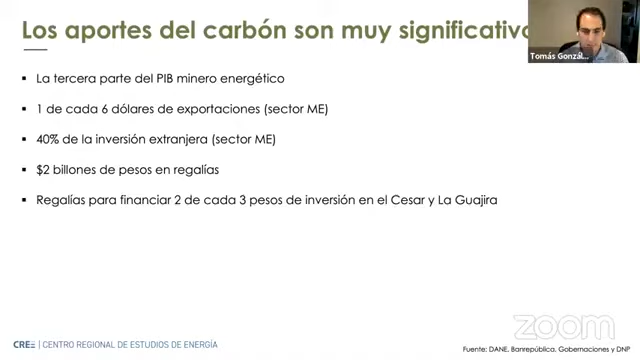 Los aportes del carbón son muy significativo
Tomás Gonzál...
▪ La tercera parte del PIB minero energético
▪ 1 de cada 6 dólares de exportaciones (sector ME)
▪ 40% de la inversión extranjera (sector ME)
▪ $2 billones de pesos en regalías
▪ Regalías para financiar 2 de cada 3 pesos de inversión en el Cesar y La Guajira
zoom
CREE | CENTRO REGIONAL DE ESTUDIOS DE ENERGÍA
Fuente: DANE, Banrepública, Gobernaciones y DNP